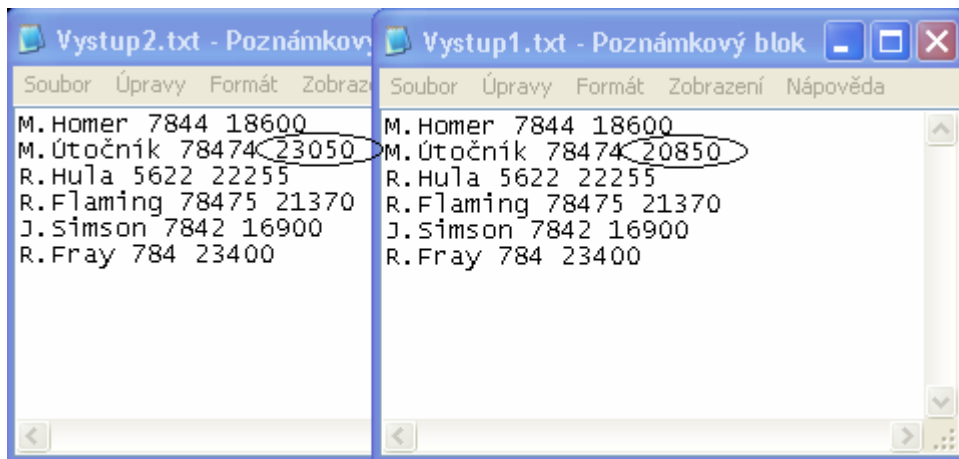 Vystup2.txt - Poznámkový
Soubor Úpravy Formát
M.Homer 7844 18600
M.Útočník 78474 23050
R.Hula 5622 22255
R.Flaming 78475 21370
J.Simson 7842 16900
R.Fray 784 23400
Vystup1.txt - Poznámkový blok
Soubor Úpravy Formát Zobrazení Nápověda
M.Homer 7844 18600
M.Útočník 78474 20850
R.Hula 5622 22255
R.Flaming 78475 21370
J.Simson 7842 16900
R.Fray 784 23400